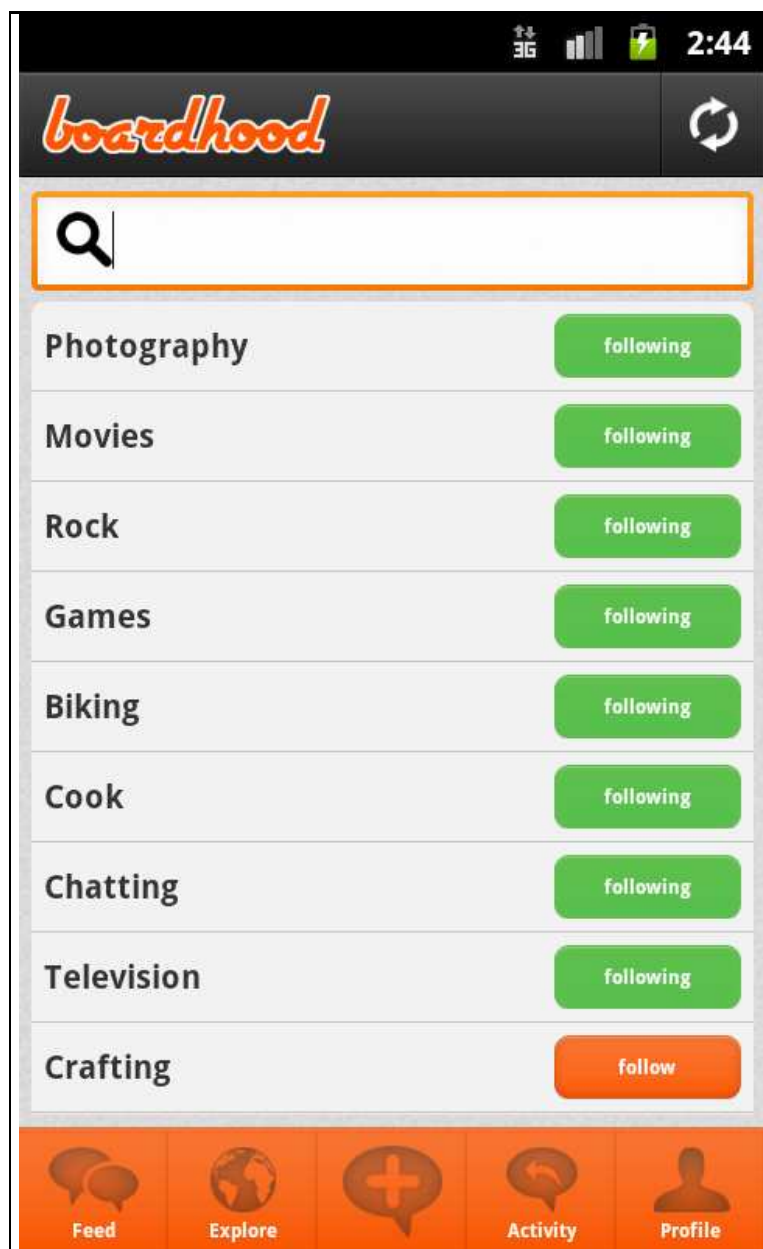 3G 2:44
boardhood
Photography following
Movies following
Rock following
Games following
Biking following
Cook following
Chatting following
Television following
Crafting follow
Feed Explore Activity Profile